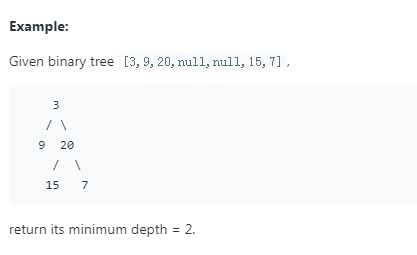 Example:
Given binary tree [3,9,20,null,null,15,7],
3
/ \
9 20
/ \
15 7
return its minimum depth = 2.